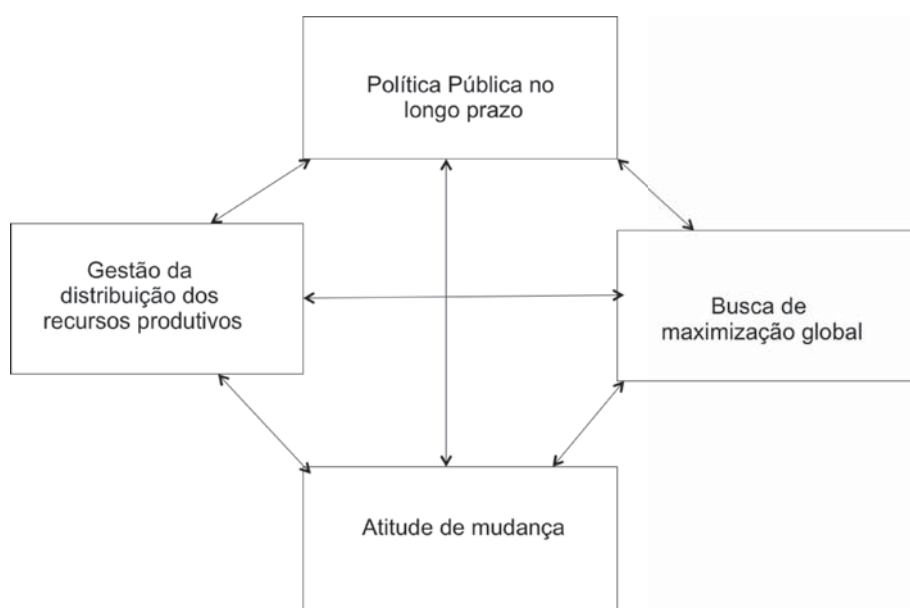 Política Pública no
longo prazo
Gestão da
distribuição dos
recursos produtivos
Busca de
maximização global
Atitude de mudança